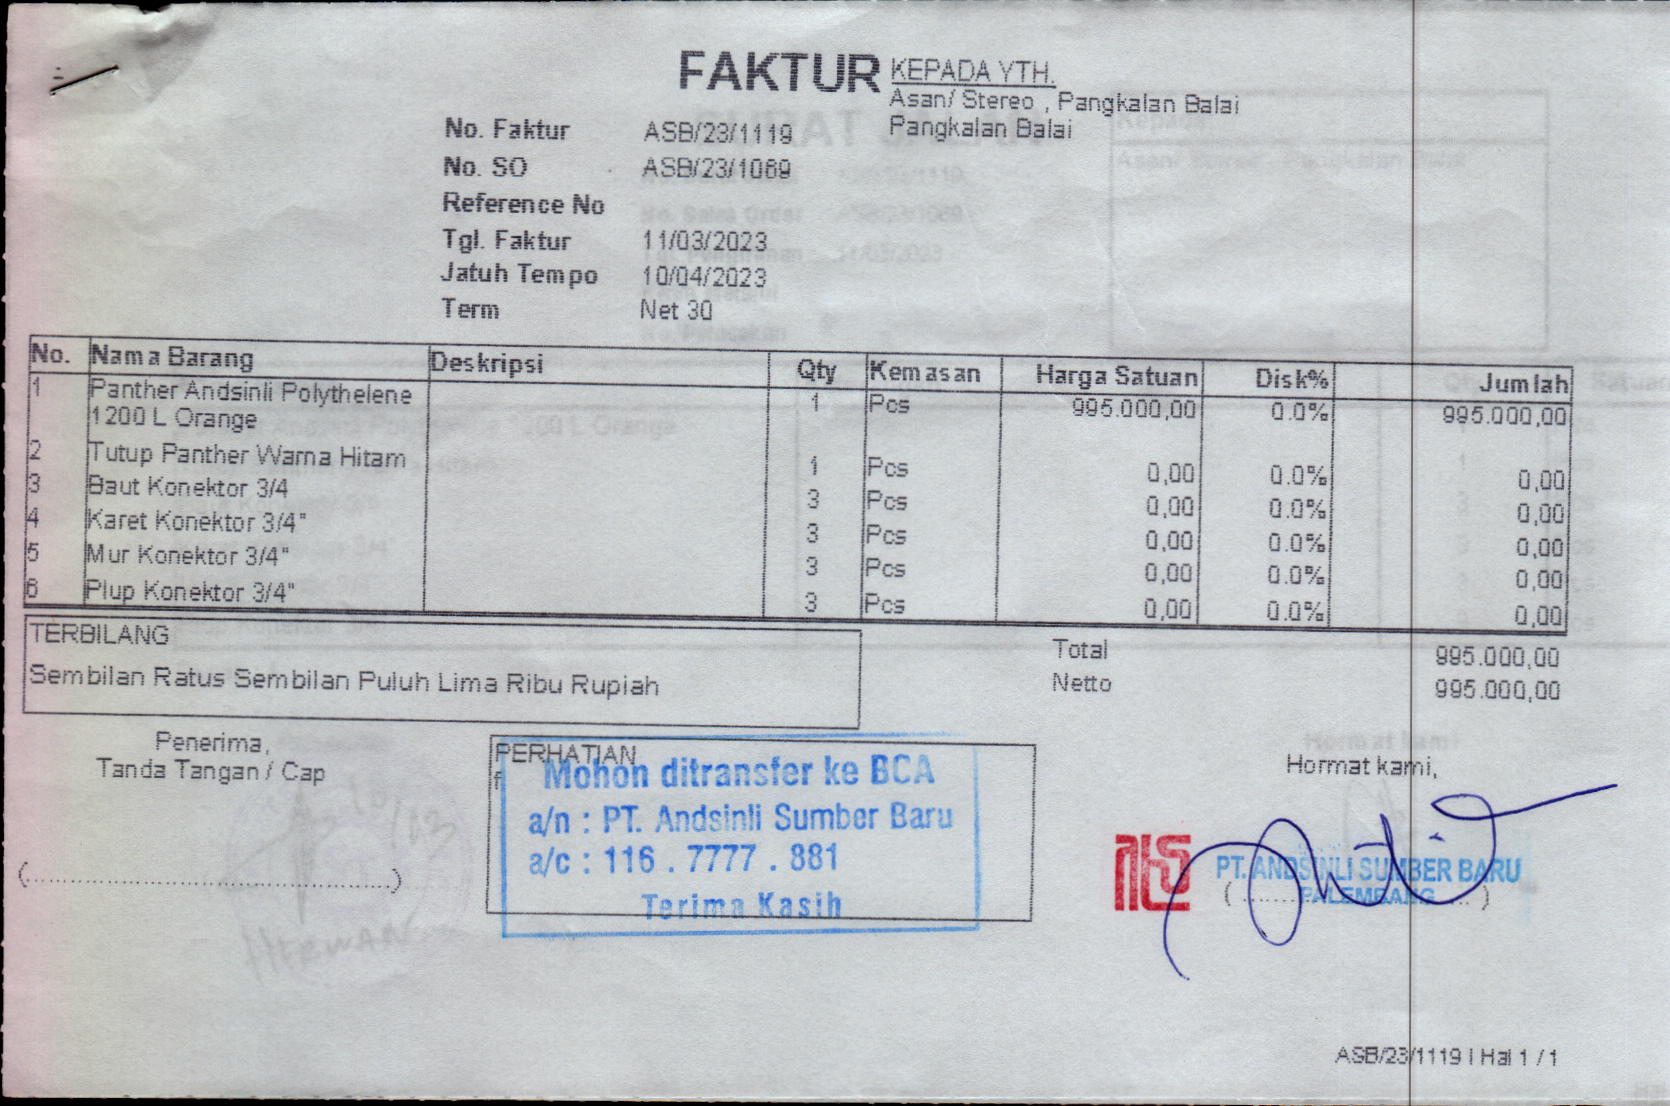 FAKTUR
KEPADA YTH.
Asan/ Stereo , Pangkalan Balai
Pangkalan Balai
No. Faktur ASB/23/1119
No. SO ASB/23/1089
Reference No
Tgl. Faktur 11/03/2023
Jatuh Tempo 10/04/2023
Term Net 30
No. Nama Barang Deskripsi Qty Kemasan Harga Satuan Disk% Jumlah
1 Panther Andsinli Polythelene 1 Pcs 995.000,00 0.0% 995.000,00
1200 L Orange
2 Tutup Panther Warna Hitam 1 Pcs 0,00 0.0% 0,00
3 Baut Konektor 3/4 3 Pcs 0,00 0.0% 0,00
4 Karet Konektor 3/4" 3 Pcs 0,00 0.0% 0,00
5 Mur Konektor 3/4" 3 Pcs 0,00 0.0% 0,00
6 Plup Konektor 3/4" 3 Pcs 0,00 0.0% 0,00
TERBILANG
Sembilan Ratus Sembilan Puluh Lima Ribu Rupiah
Total 995.000,00
Netto 995.000,00
Penerima,
Tanda Tangan / Cap
(........................................)
HERMAN
PERHATIAN
Mohon ditransfer ke BCA
a/n : PT. Andsinli Sumber Baru
a/c : 116 . 7777 . 881
Terima Kasih
Hormat kami,
PT. ANDSINLI SUMBER BARU
PALEMBANG
ASB/23/1119 | Hal 1 / 1